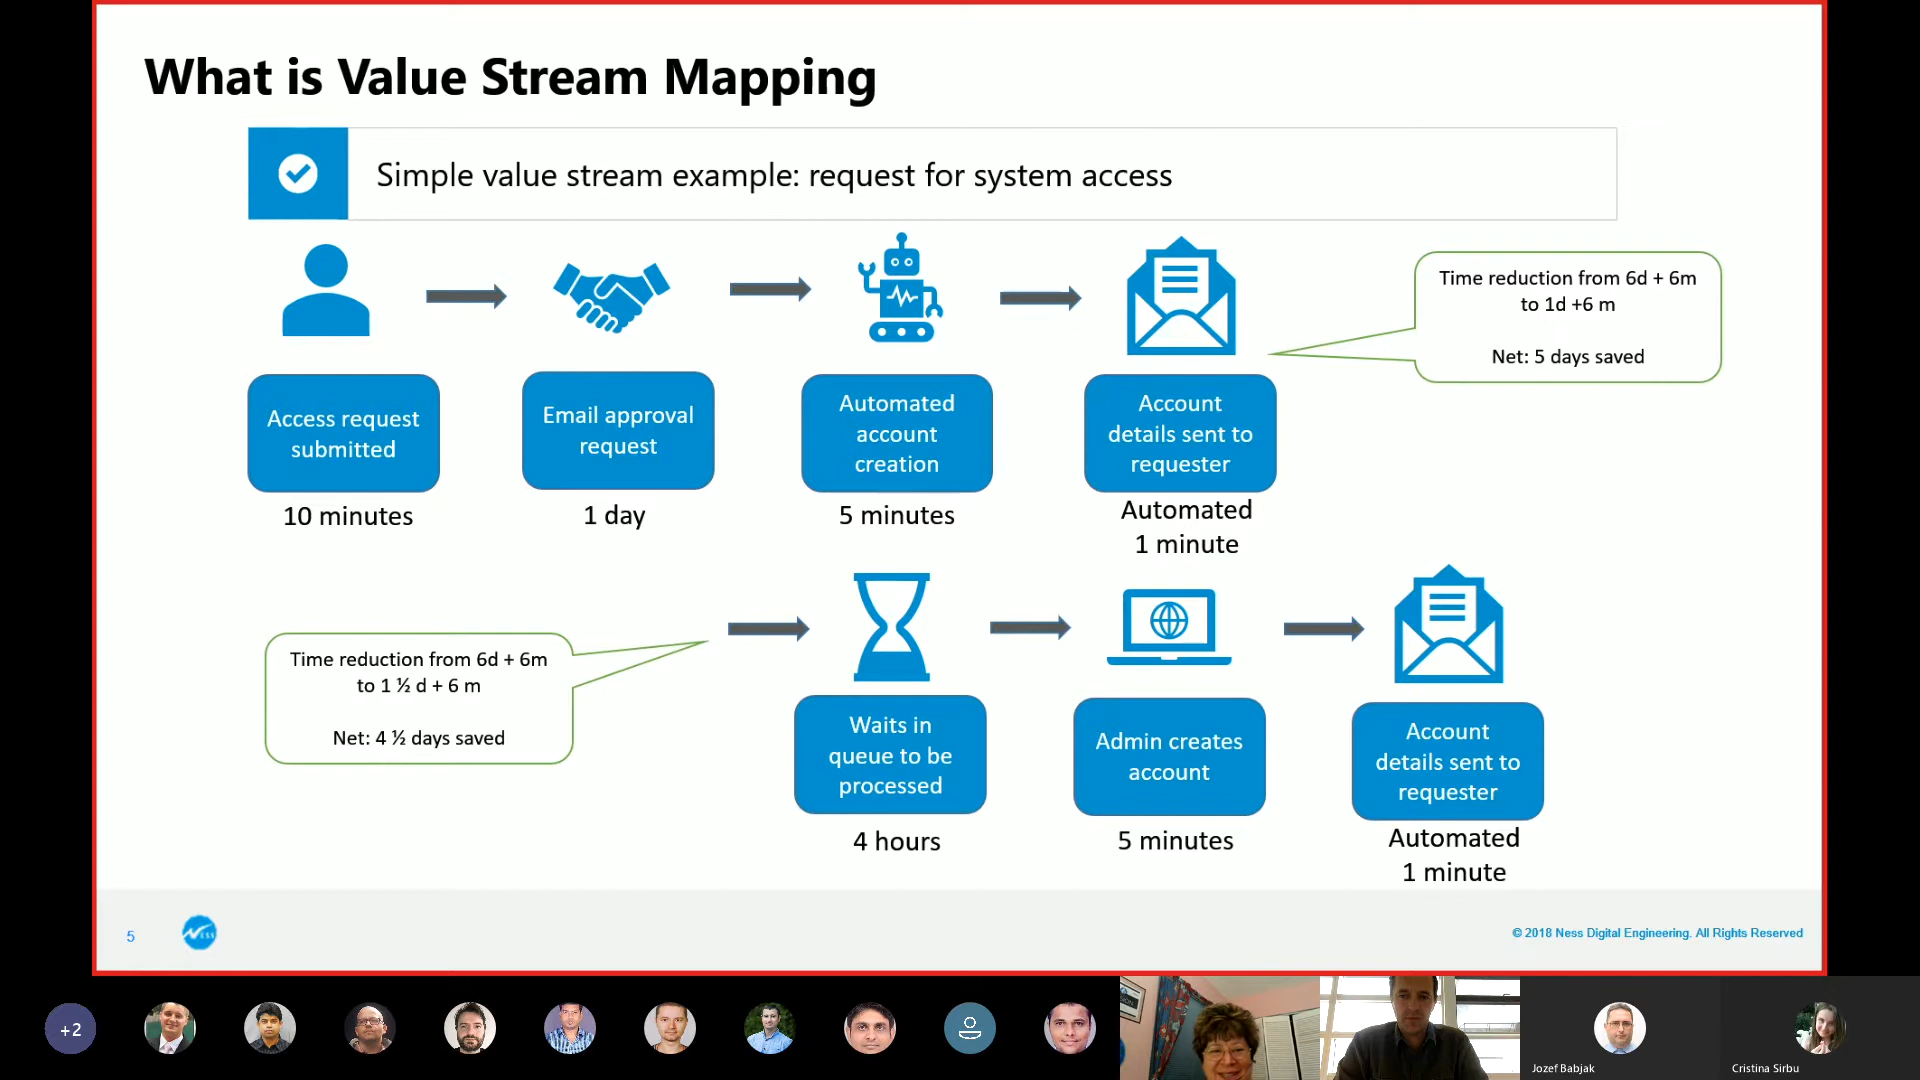 What is Value Stream Mapping
Simple value stream example: request for system access
Time reduction from 6d + 6m
to 1d +6 m
Net: 5 days saved
Access request
submitted
10 minutes
Email approval
request
1 day
Automated
account
creation
5 minutes
Account
details sent to
requester
Automated
1 minute
Time reduction from 6d + 6m
to 1 ½ d + 6 m
Net: 4 ½ days saved
Waits in
queue to be
processed
4 hours
Admin creates
account
5 minutes
Account
details sent to
requester
Automated
1 minute
5
Ness
© 2018 Ness Digital Engineering. All Rights Reserved
+2
Jozef Babjak
Cristina Sirbu